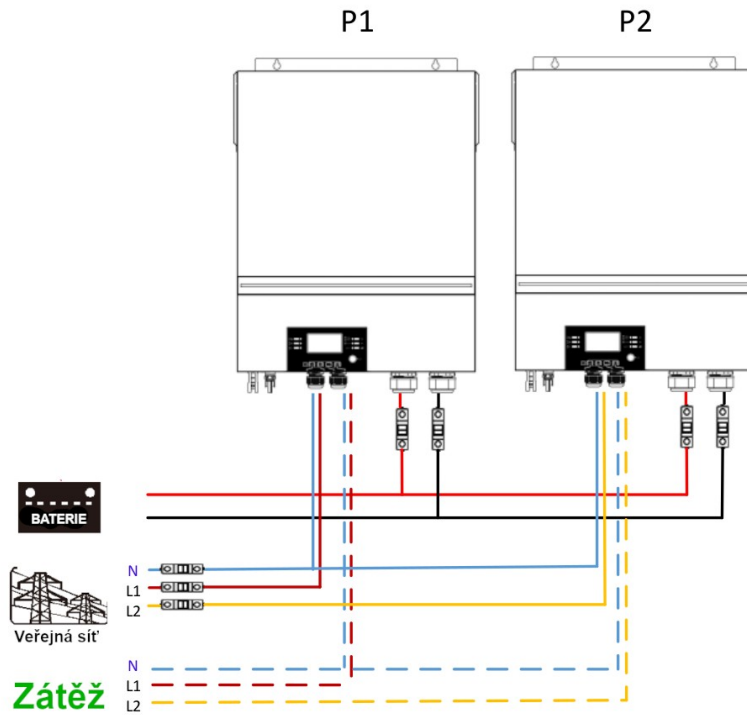 P1
P2
BATERIE
N
L1
L2
Veřejná síť
N
L1
L2
Zátěž